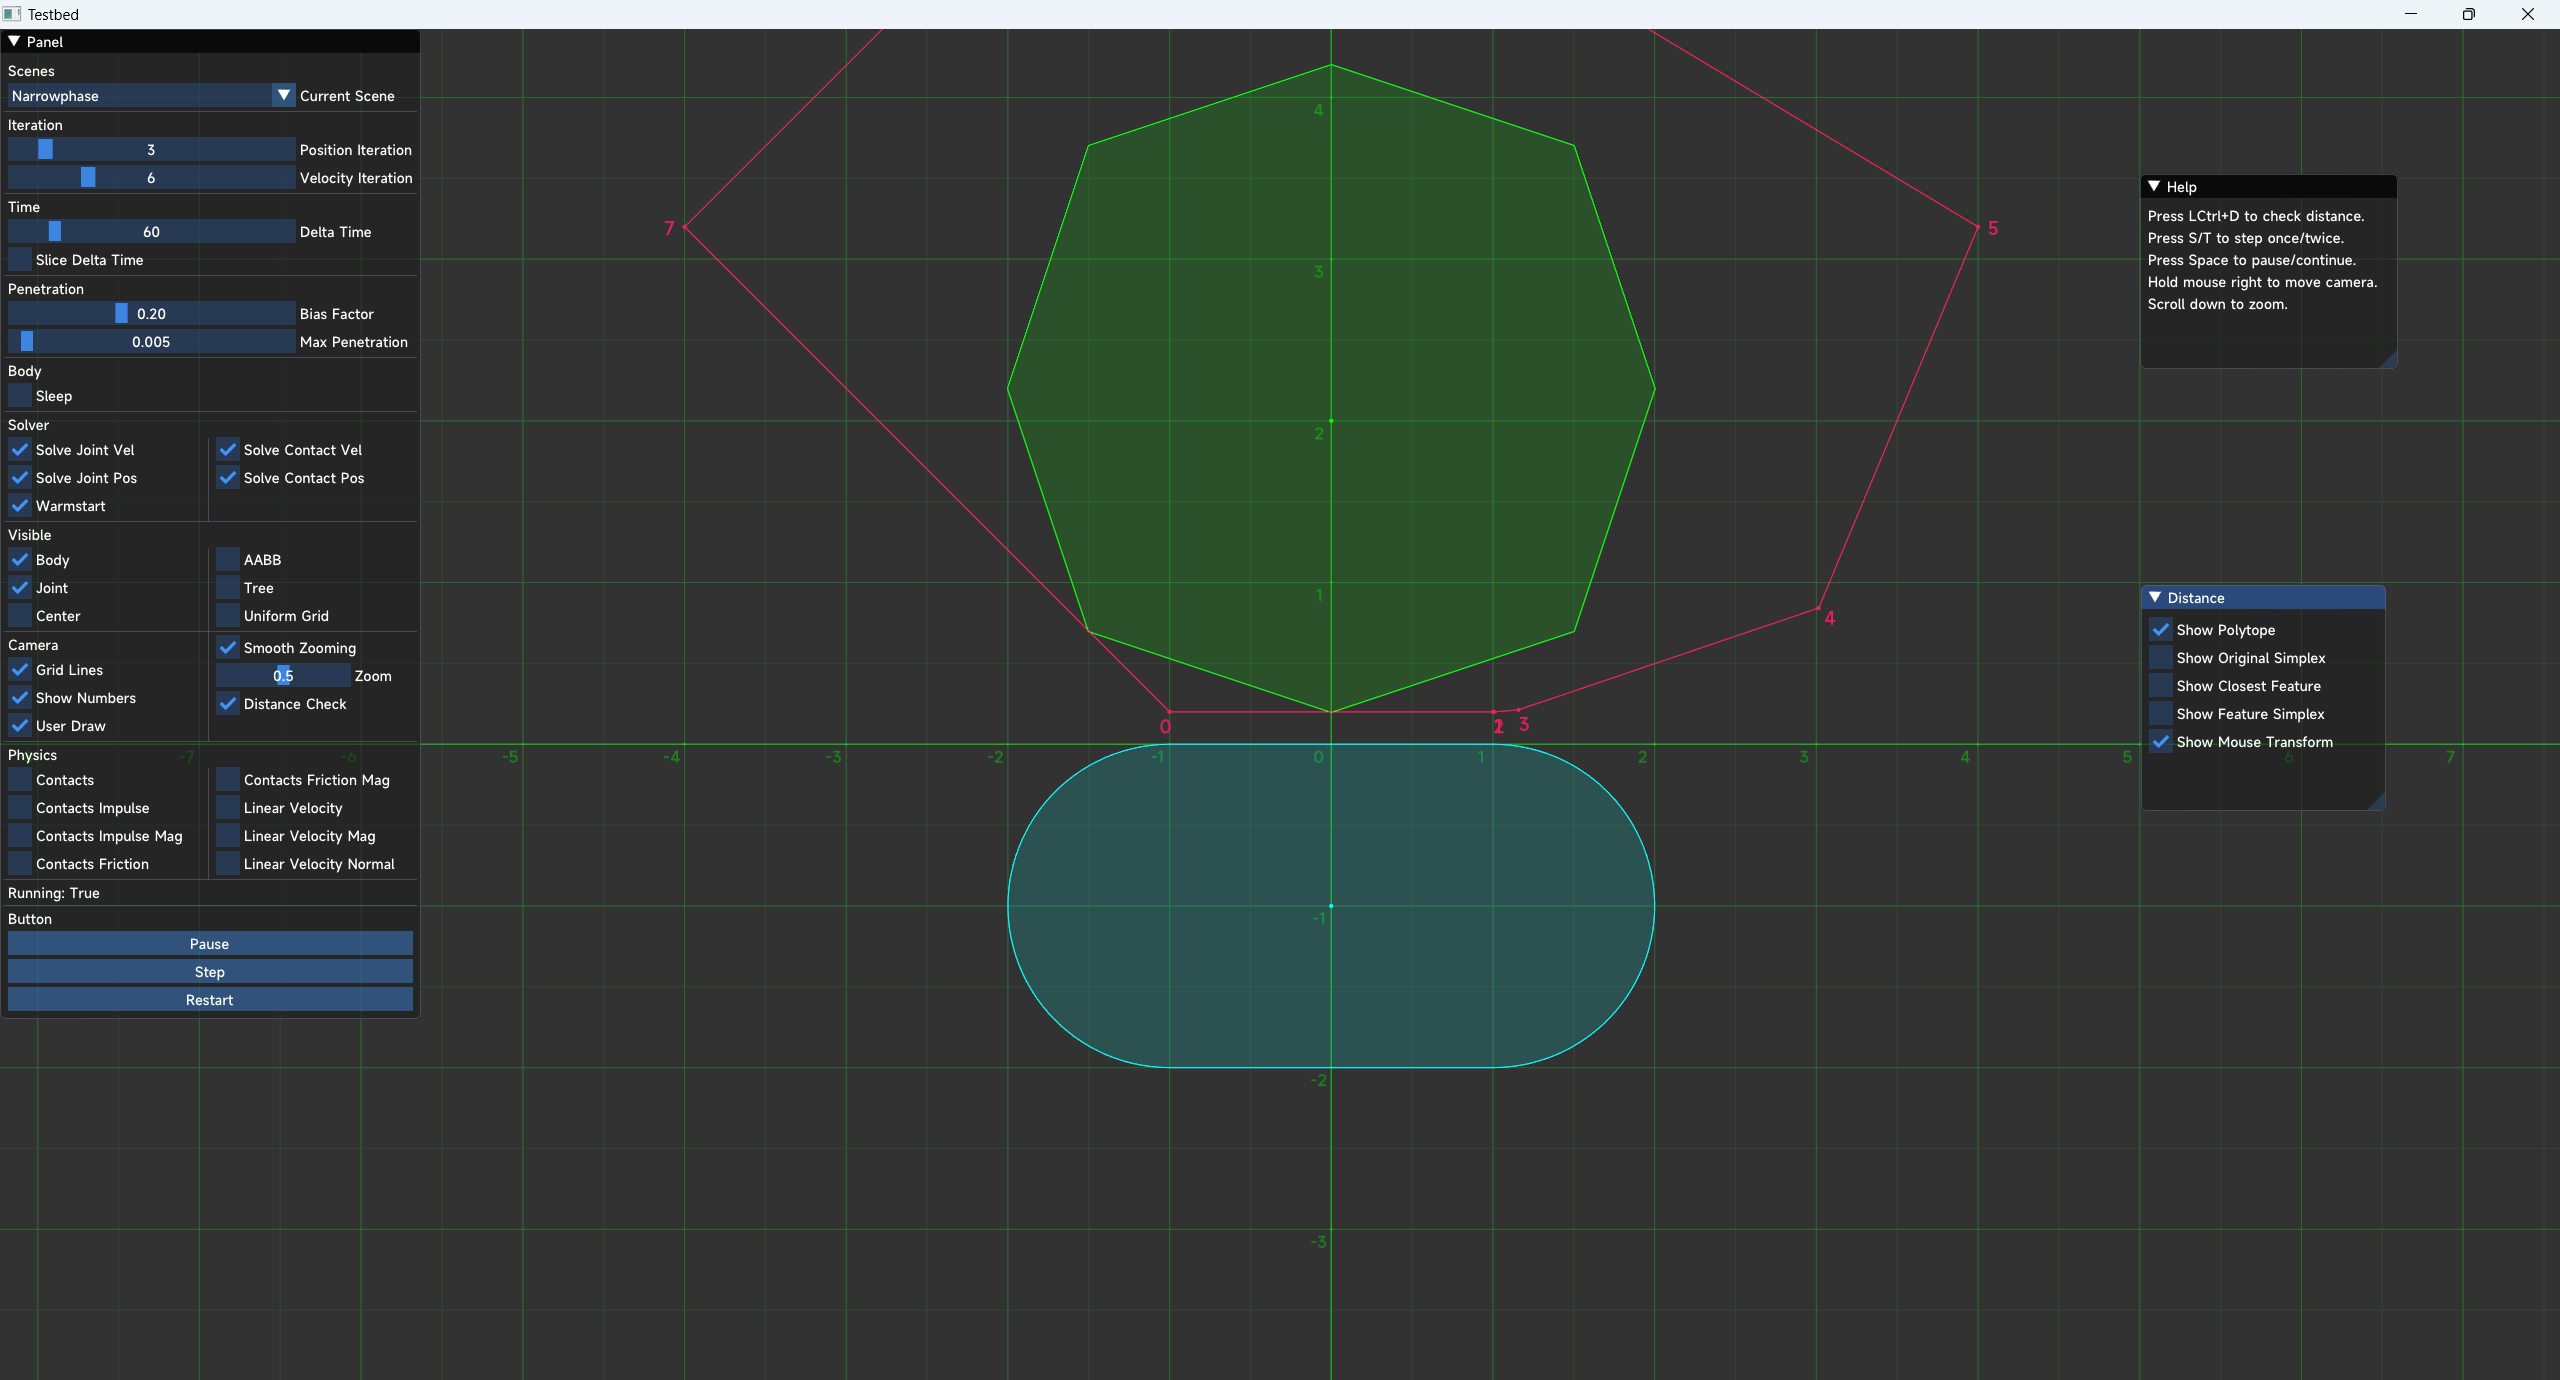 Testbed
Panel
Scenes
Narrowphase Current Scene
Iteration
3 Position Iteration
6 Velocity Iteration
Time
60 Delta Time
Slice Delta Time
Penetration
0.20 Bias Factor
0.005 Max Penetration
Body
Sleep
Solver
Solve Joint Vel Solve Contact Vel
Solve Joint Pos Solve Contact Pos
Warmstart
Visible
Body AABB
Joint Tree
Center Uniform Grid
Camera Smooth Zooming
Grid Lines 0.5 Zoom
Show Numbers Distance Check
User Draw
Physics
Contacts Contacts Friction Mag
Contacts Impulse Linear Velocity
Contacts Impulse Mag Linear Velocity Mag
Contacts Friction Linear Velocity Normal
Running: True
Button
Pause
Step
Restart
4
7 5
3
2
1
4
0 3
-7 -6 -5 -4 -3 -2 -1 0 1 2 3 4 5 6 7
-1
-2
-3
Help
Press LCtrl+D to check distance.
Press S/T to step once/twice.
Press Space to pause/continue.
Hold mouse right to move camera.
Scroll down to zoom.
Distance
Show Polytope
Show Original Simplex
Show Closest Feature
Show Feature Simplex
Show Mouse Transform